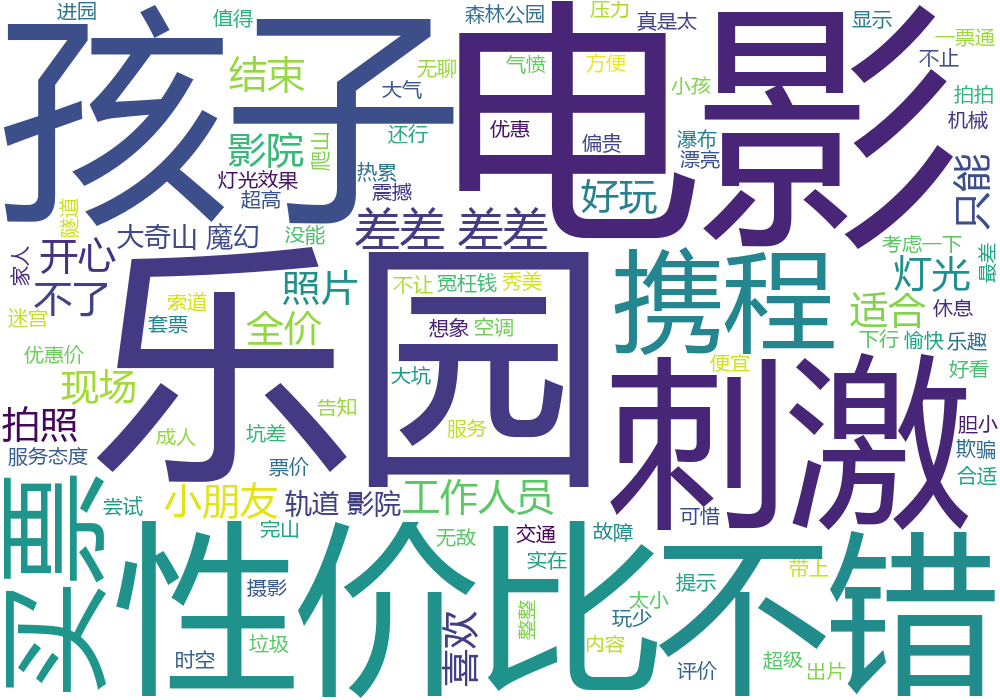 进园
值得
森林公园
压力
真是太
显示
一票通
不止
孩子
电影
结束
无聊
气愤
方便
小孩
大气
拍拍
机械
影院
还行
优惠
偏贵
瀑布
漂亮
灯光效果
热累
超高
震撼
只能
隧道
大奇山 魔幻
没能
差差 差差
好玩
家人
开心
考虑一下
最差
乐园
携程
灯光
不了
照片
不让
冤枉钱
秀美
索道
适合
休息
迷宫
套票
全价
想象
空调
下行
愉快
乐趣
优惠价
现场
大坑
便宜
好看
刺激
拍照
告知
成人
坑差
服务
胆小
服务态度
票价
欺骗
合适
买票
尝试
小朋友
轨道 影院
工作人员
可惜
性价比
不错
完山
无敌
交通
故障
实在
带上
摄影
提示
整整
太小
玩少
喜欢
垃圾
内容
时空
评价
超级
出片